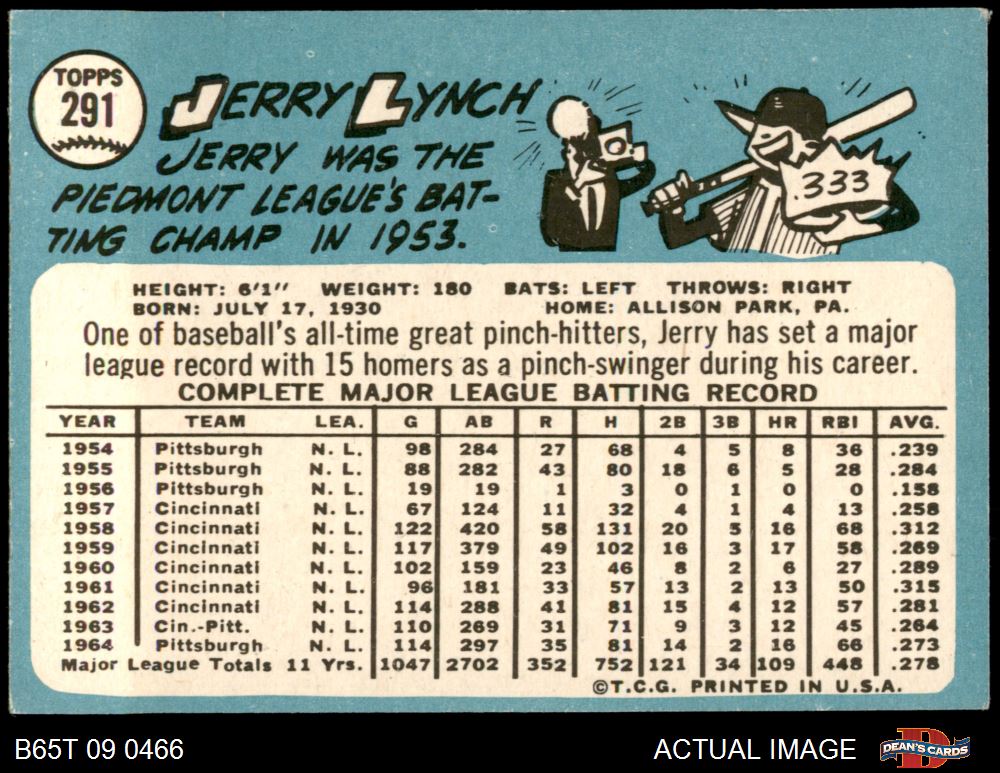 TOPPS
291
JERRY LYNCH
JERRY WAS THE
PIEDMONT LEAGUE'S BAT-
TING CHAMP IN 1953.
333
HEIGHT: 6'1" WEIGHT: 180 BATS: LEFT THROWS: RIGHT
BORN: JULY 17, 1930 HOME: ALLISON PARK, PA.
One of baseball's all-time great pinch-hitters, Jerry has set a major
league record with 15 homers as a pinch-swinger during his career.
COMPLETE MAJOR LEAGUE BATTING RECORD
YEAR TEAM LEA. G AB R H 2B 3B HR RBI AVG.
1954 Pittsburgh N. L. 98 284 27 68 4 5 8 36 .239
1955 Pittsburgh N. L. 88 282 43 80 18 6 5 28 .284
1956 Pittsburgh N. L. 19 19 1 3 0 1 0 0 .158
1957 Cincinnati N. L. 67 124 11 32 4 1 4 13 .258
1958 Cincinnati N. L. 122 420 58 131 20 5 16 68 .312
1959 Cincinnati N. L. 117 379 49 102 16 3 17 58 .269
1960 Cincinnati N. L. 102 159 23 46 8 2 6 27 .289
1961 Cincinnati N. L. 96 181 33 57 13 2 13 50 .315
1962 Cincinnati N. L. 114 288 41 81 15 4 12 57 .281
1963 Cin.-Pitt. N. L. 110 269 31 71 9 3 12 45 .264
1964 Pittsburgh N. L. 114 297 35 81 14 2 16 66 .273
Major League Totals 11 Yrs. 1047 2702 352 752 121 34 109 448 .278
©T.C.G. PRINTED IN U.S.A.
B65T 09 0466
ACTUAL IMAGE
DEAN'S CARDS